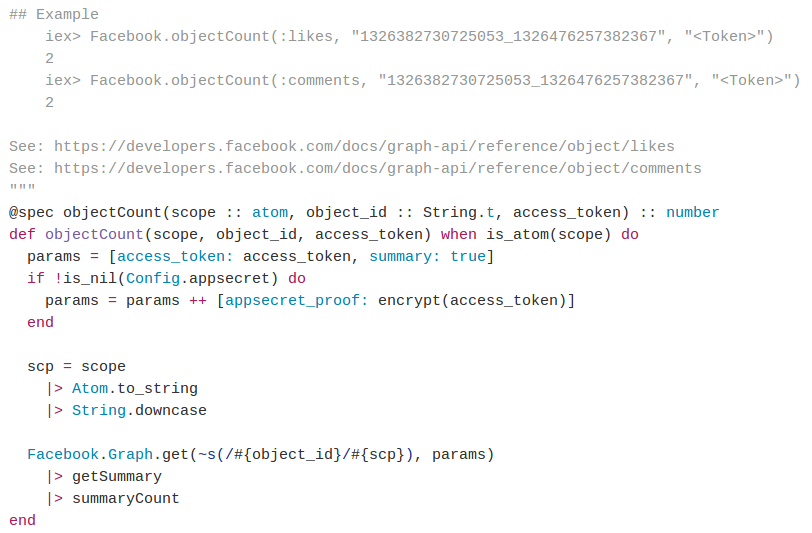 ## Example
    iex> Facebook.objectCount(:likes, "1326382730725053_1326476257382367", "<Token>")
    2
    iex> Facebook.objectCount(:comments, "1326382730725053_1326476257382367", "<Token>")
    2

See: https://developers.facebook.com/docs/graph-api/reference/object/likes
See: https://developers.facebook.com/docs/graph-api/reference/object/comments
"""
@spec objectCount(scope :: atom, object_id :: String.t, access_token) :: number
def objectCount(scope, object_id, access_token) when is_atom(scope) do
  params = [access_token: access_token, summary: true]
  if !is_nil(Config.appsecret) do
    params = params ++ [appsecret_proof: encrypt(access_token)]
  end

  scp = scope
    |> Atom.to_string
    |> String.downcase

  Facebook.Graph.get(~s(/#{object_id}/#{scp}), params)
    |> getSummary
    |> summaryCount
end